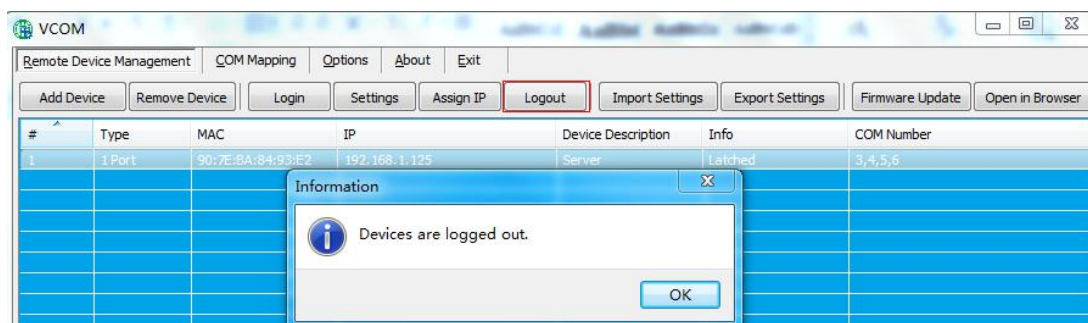 VCOM
Remote Device Management COM Mapping Options About Exit
Add Device Remove Device Login Settings Assign IP Logout Import Settings Export Settings Firmware Update Open in Browser
# Type MAC IP Device Description Info COM Number
1 1 Port 90:7E:BA:84:93:E2 192.168.1.125 Server Latched 3,4,5,6
Information
Devices are logged out.
OK